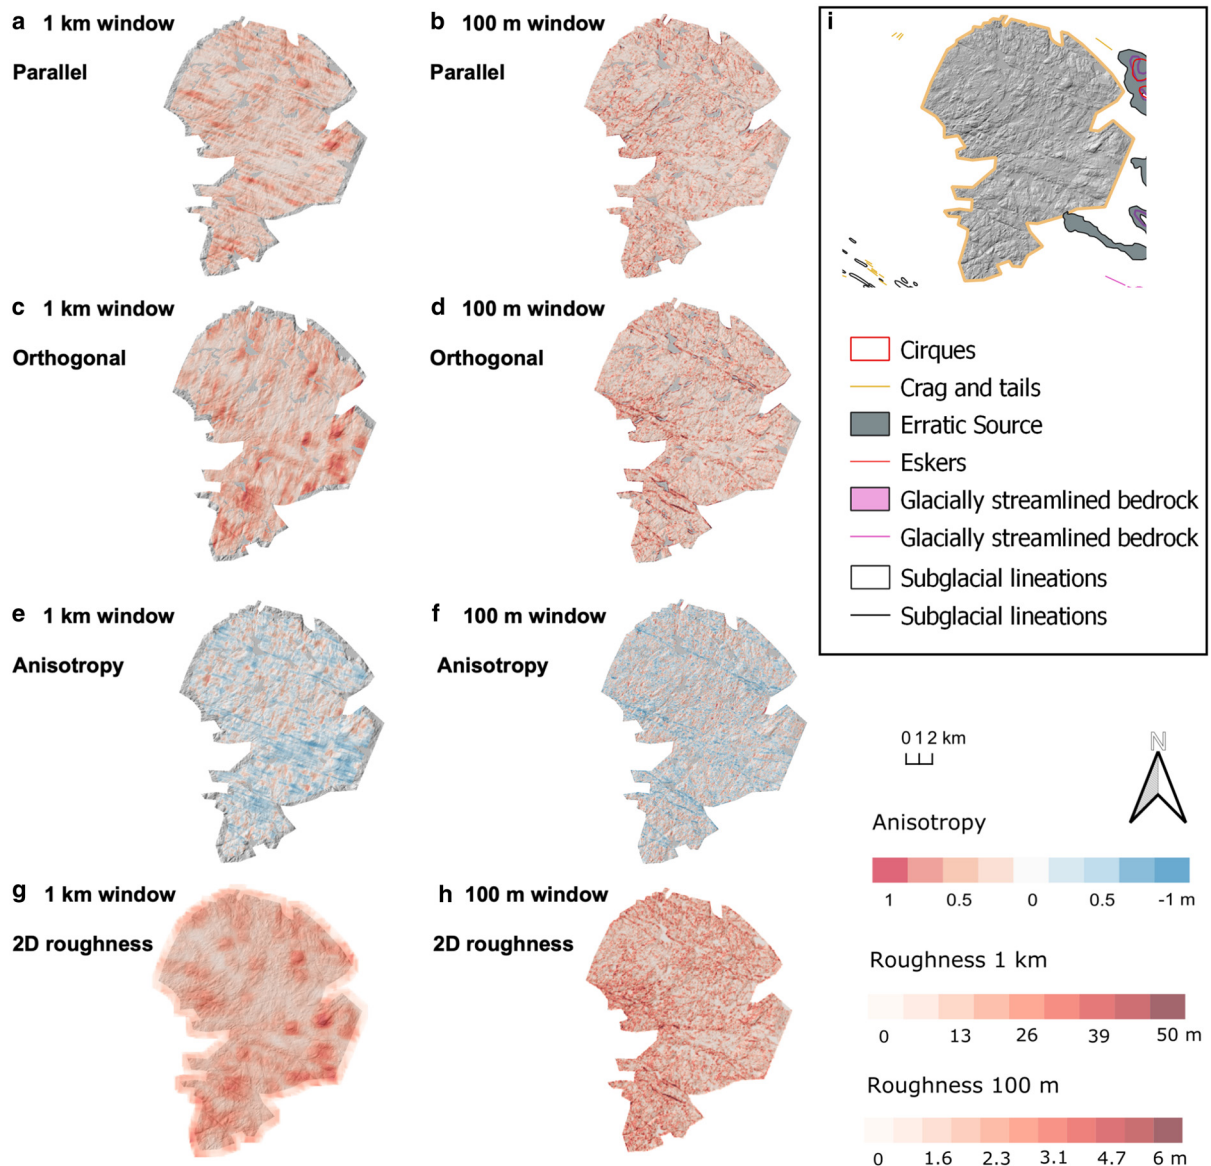 a 1 km window
Parallel
b 100 m window
Parallel
c 1 km window
Orthogonal
d 100 m window
Orthogonal
e 1 km window
Anisotropy
f 100 m window
Anisotropy
g 1 km window
2D roughness
h 100 m window
2D roughness
i
Cirques
Crag and tails
Erratic Source
Eskers
Glacially streamlined bedrock
Glacially streamlined bedrock
Subglacial lineations
Subglacial lineations
0 1 2 km
N
Anisotropy
1 0.5 0 0.5 -1 m
Roughness 1 km
0 13 26 39 50 m
Roughness 100 m
0 1.6 2.3 3.1 4.7 6 m